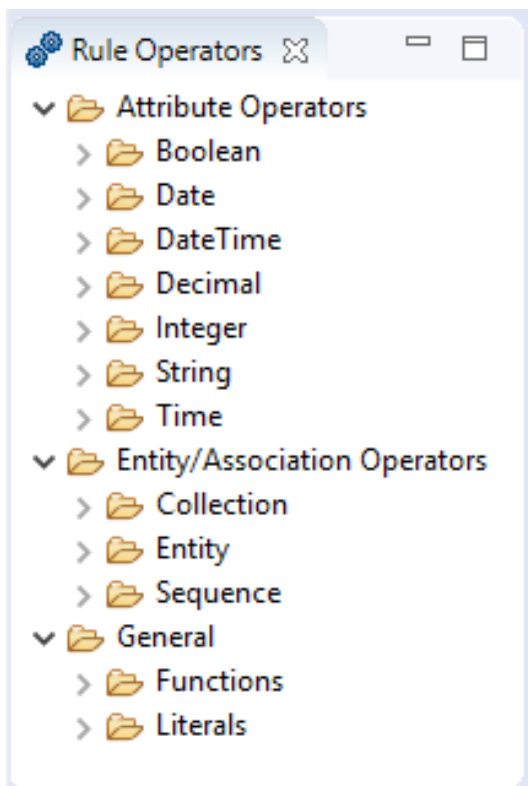 Rule Operators
Attribute Operators
Boolean
Date
DateTime
Decimal
Integer
String
Time
Entity/Association Operators
Collection
Entity
Sequence
General
Functions
Literals